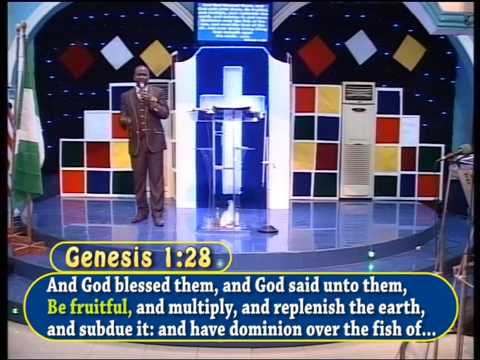 Genesis 1:28
And God blessed them, and God said unto them,
Be fruitful, and multiply, and replenish the earth,
and subdue it: and have dominion over the fish of...